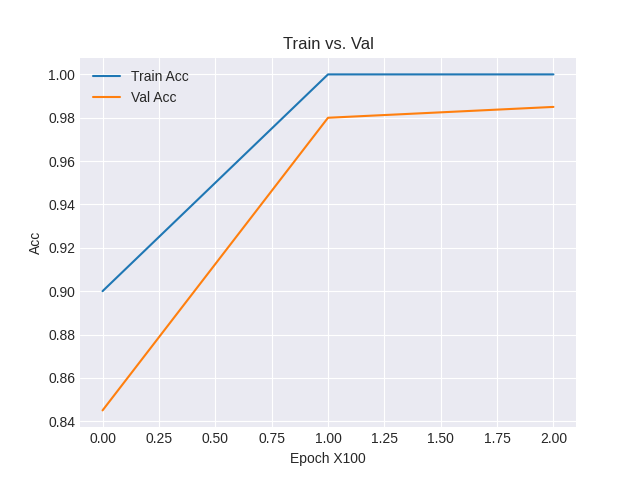 Train vs. Val
Train Acc
Val Acc
Acc
1.00
0.98
0.96
0.94
0.92
0.90
0.88
0.86
0.84
0.00 0.25 0.50 0.75 1.00 1.25 1.50 1.75 2.00
Epoch X100